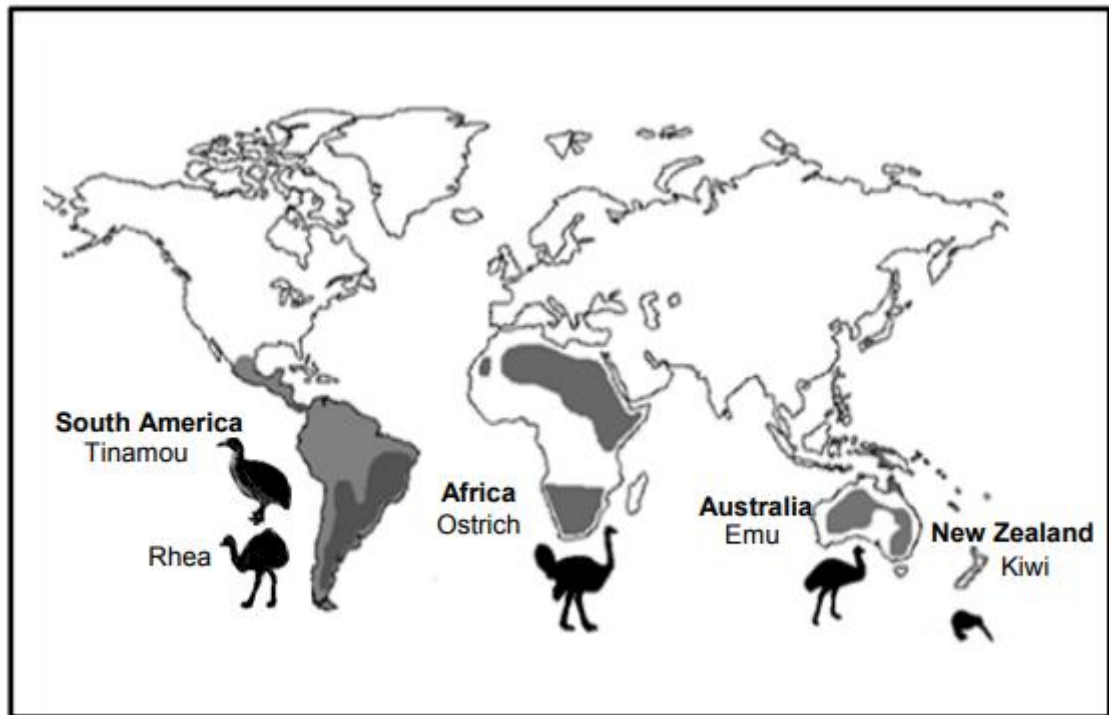 South America
Tinamou
Rhea
Africa
Ostrich
Australia
Emu
New Zealand
Kiwi